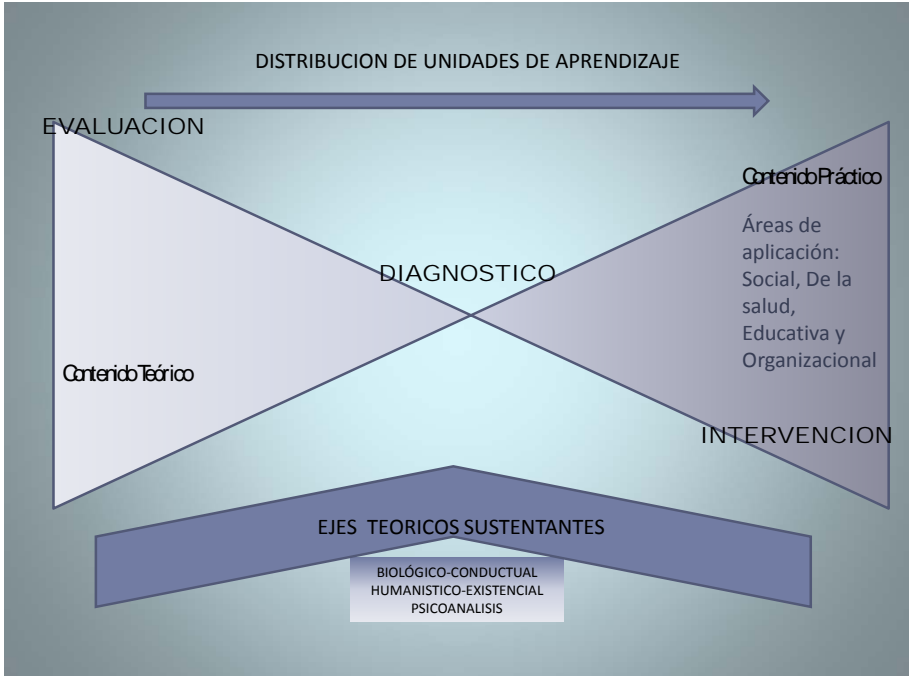 DISTRIBUCION DE UNIDADES DE APRENDIZAJE
EVALUACION
Contenido Práctico
Áreas de
aplicación:
Social, De la
salud,
Educativa y
Organizacional
DIAGNOSTICO
Contenido Teórico
INTERVENCION
EJES TEORICOS SUSTENTANTES
BIOLÓGICO-CONDUCTUAL
HUMANISTICO-EXISTENCIAL
PSICOANALISIS